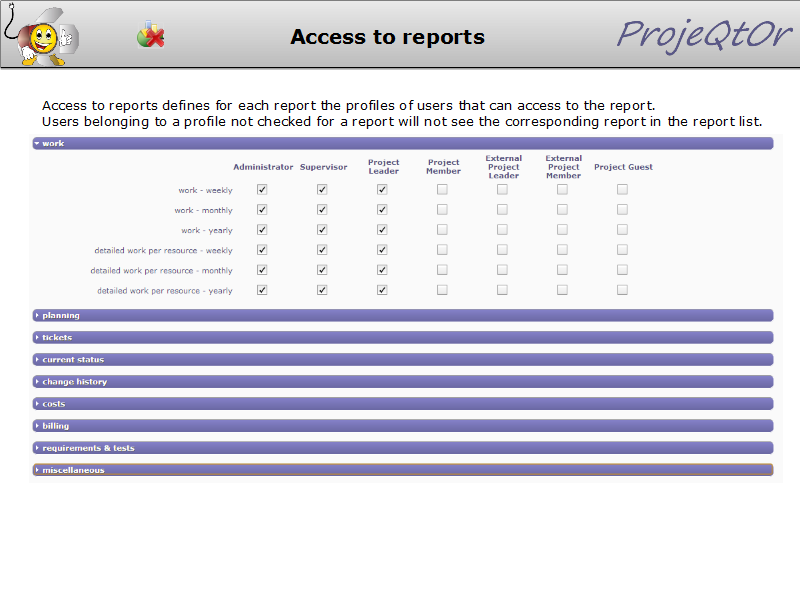 Access to reports
ProjeQtOr
Access to reports defines for each report the profiles of users that can access to the report.
Users belonging to a profile not checked for a report will not see the corresponding report in the report list.
work
Administrator Supervisor Project Leader Project Member External Project Leader External Project Member Project Guest
work - weekly
work - monthly
work - yearly
detailed work per resource - weekly
detailed work per resource - monthly
detailed work per resource - yearly
planning
tickets
current status
change history
costs
billing
requirements & tests
miscellaneous